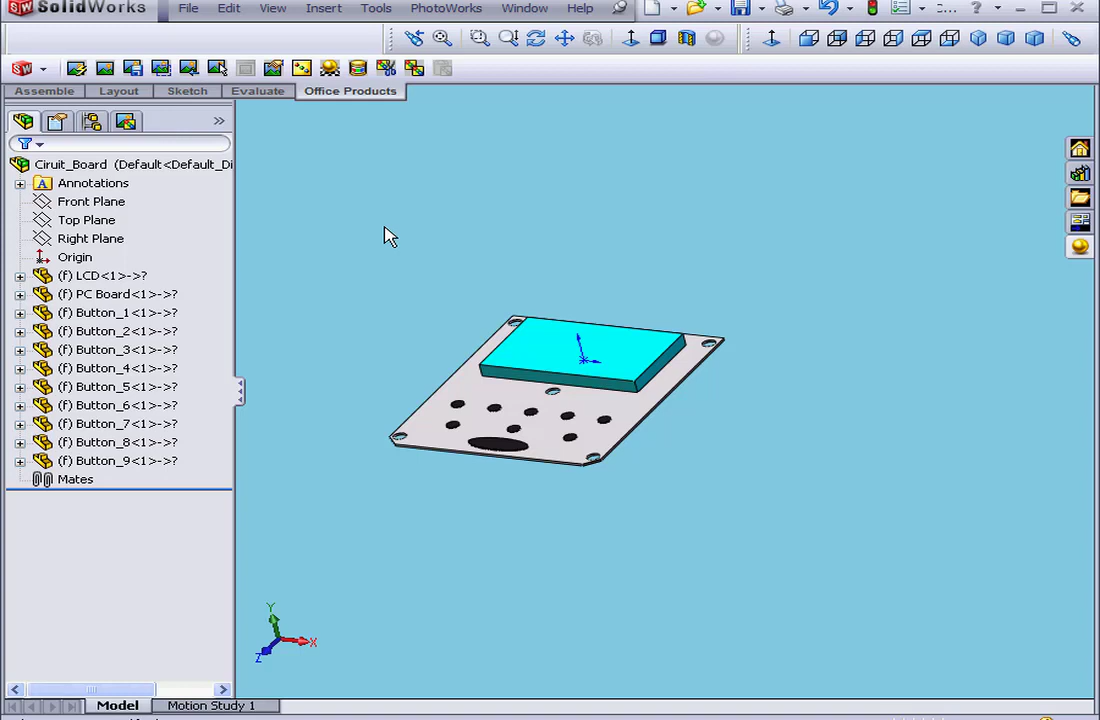 SolidWorks File Edit View Insert Tools PhotoWorks Window Help
Assemble Layout Sketch Evaluate Office Products
Ciruit_Board (Default<Default_Di
Annotations
Front Plane
Top Plane
Right Plane
Origin
(f) LCD<1>->?
(f) PC Board<1>->?
(f) Button_1<1>->?
(f) Button_2<1>->?
(f) Button_3<1>->?
(f) Button_4<1>->?
(f) Button_5<1>->?
(f) Button_6<1>->?
(f) Button_7<1>->?
(f) Button_8<1>->?
(f) Button_9<1>->?
Mates
Y
X
Z
Model Motion Study 1